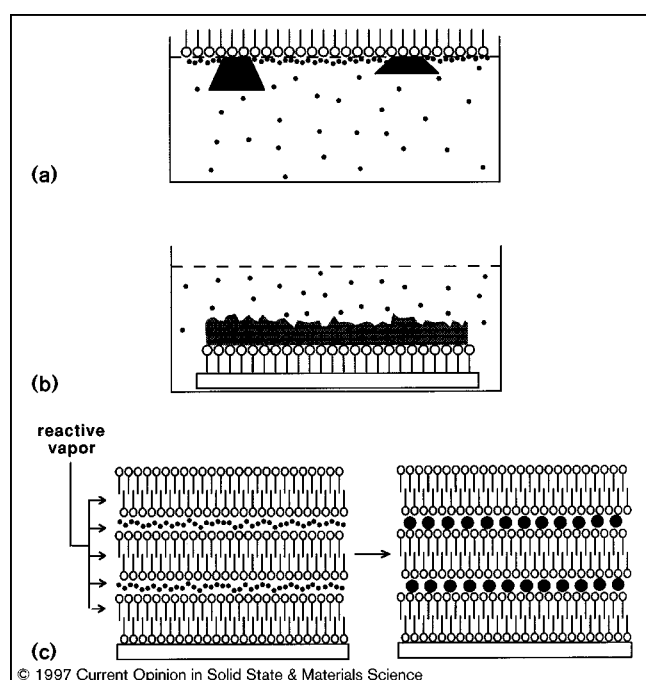 (a)
(b)
reactive
vapor
(c)
© 1997 Current Opinion in Solid State & Materials Science